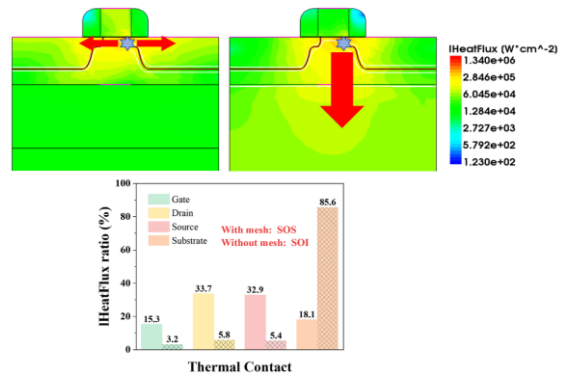 lHeatFlux [W*cm^-2]
1.340e+06
2.846e+05
6.045e+04
1.284e+04
2.727e+03
5.792e+02
1.230e+02
lHeatFlux ratio (%)
100
80
60
40
20
0
Gate
Drain
Source
Substrate
With mesh: SOS
Without mesh: SOI
15.3
3.2
33.7
5.8
32.9
5.4
18.1
85.6
Thermal Contact